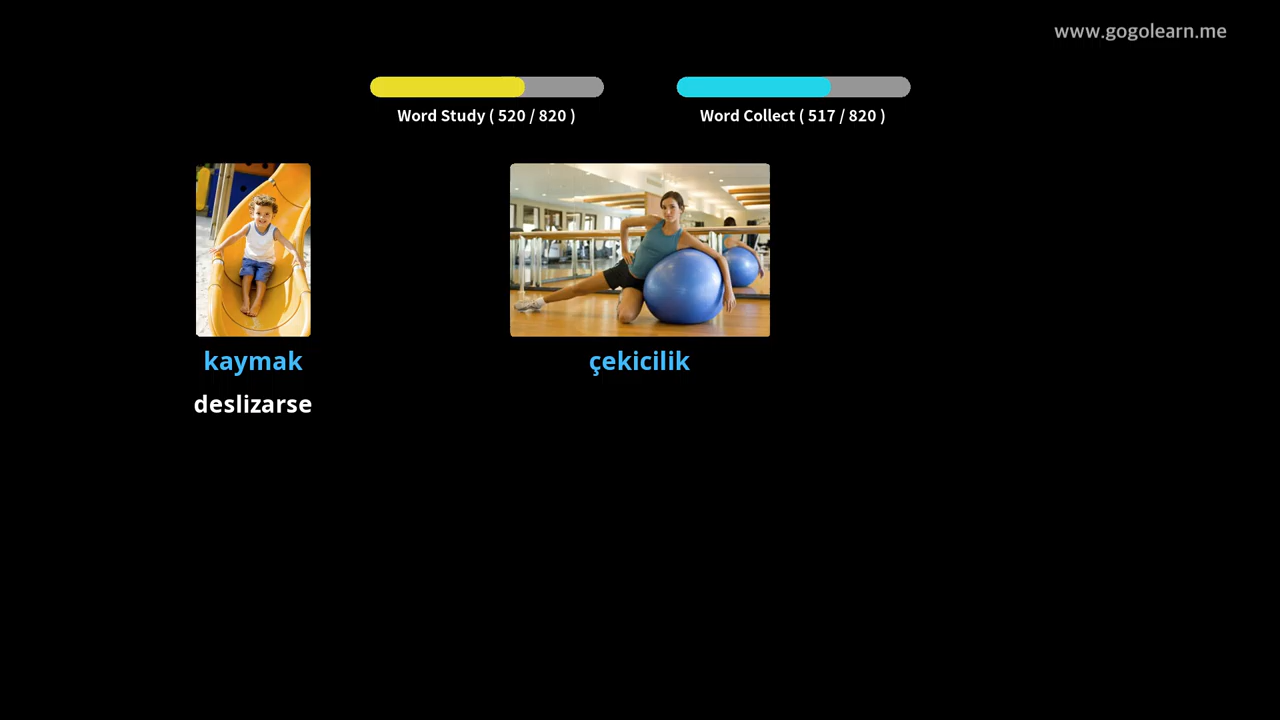 www.gogolearn.me
Word Study ( 520 / 820 )
Word Collect ( 517 / 820 )
kaymak
çekicilik
deslizarse